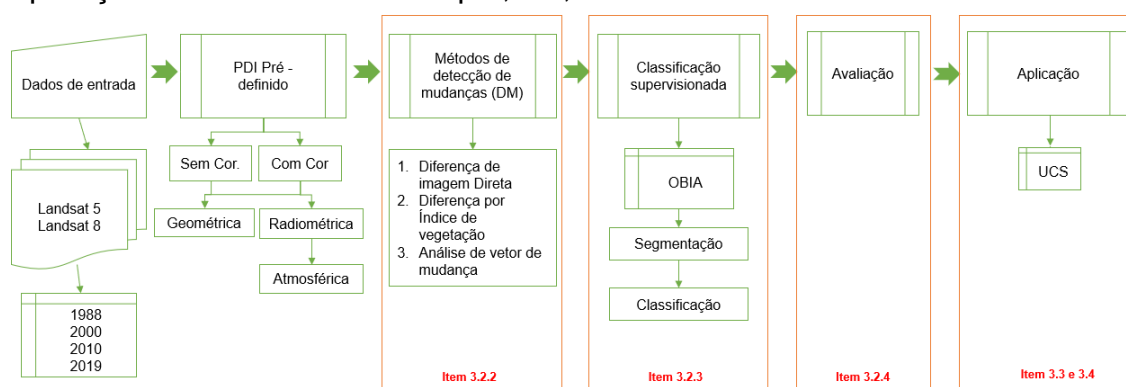 Dados de entrada
Landsat 5
Landsat 8
1988
2000
2010
2019
PDI Pré -
definido
Sem Cor.
Com Cor
Geométrica
Radiométrica
Atmosférica
Métodos de
detecção de
mudanças (DM)
1. Diferença de
imagem Direta
2. Diferença por
Índice de
vegetação
3. Análise de vetor de
mudança
Item 3.2.2
Classificação
supervisionada
OBIA
Segmentação
Classificação
Item 3.2.3
Avaliação
Item 3.2.4
Aplicação
UCS
Item 3.3 e 3.4